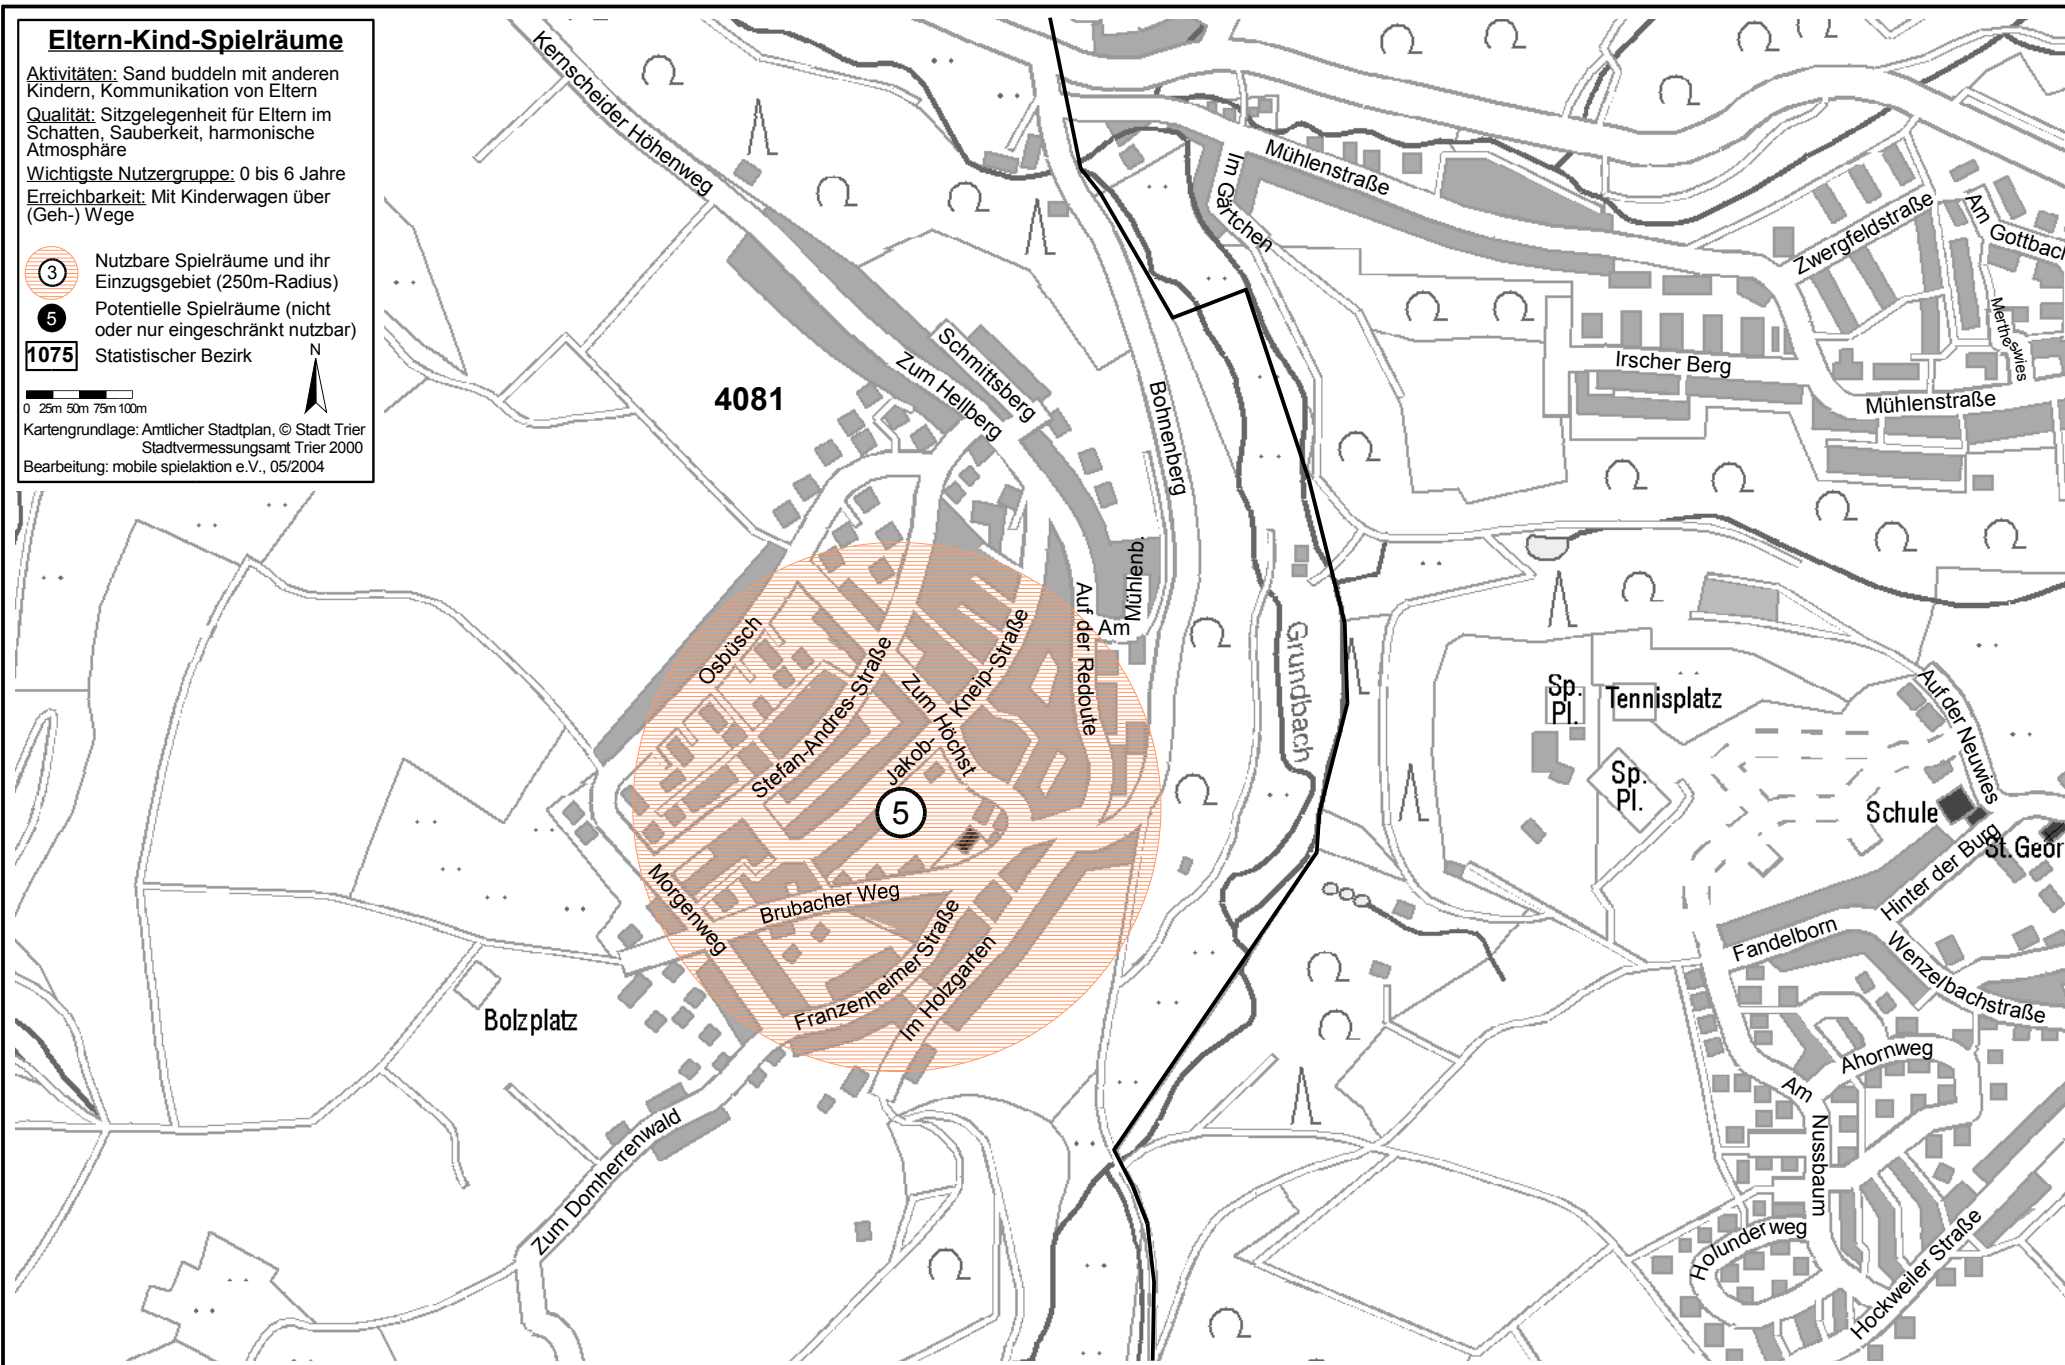 Eltern-Kind-Spielräume
Aktivitäten: Sand buddeln mit anderen
Kindern, Kommunikation von Eltern
Qualität: Sitzgelegenheit für Eltern im
Schatten, Sauberkeit, harmonische
Atmosphäre
Wichtigste Nutzergruppe: 0 bis 6 Jahre
Erreichbarkeit: Mit Kinderwagen über
(Geh-) Wege
3
Nutzbare Spielräume und ihr
Einzugsgebiet (250m-Radius)
5
Potentielle Spielräume (nicht
oder nur eingeschränkt nutzbar)
1075
Statistischer Bezirk
N
0 25m 50m 75m 100m
Kartengrundlage: Amtlicher Stadtplan, © Stadt Trier
Stadtvermessungsamt Trier 2000
Bearbeitung: mobile spielaktion e.V., 05/2004
Kernscheider Höhenweg
Mühlenstraße
Im Gärtchen
Zwergfeldstraße
Am
Gottbach
Mertheswies
Irscher Berg
Mühlenstraße
Schmittsberg
Zum Hellberg
4081
Bohnenberg
Am
Mühlenb.
Auf der Redoute
Osbüsch
Stefan-Andres-Straße
Jakob-
Kneip-Straße
Zum Höchst
5
Grundbach
Sp.
Pl.
Tennisplatz
Sp.
Pl.
Auf der Neuwies
Schule
St.Geor
Hinter der Burg
Morgenweg
Brubacher Weg
Franzenheimer Straße
Im Holzgarten
Bolzplatz
Fandelborn
Wenzelbachstraße
Ahornweg
Am
Nussbaum
Zum Domherrenwald
Holunderweg
Hockweiler Straße